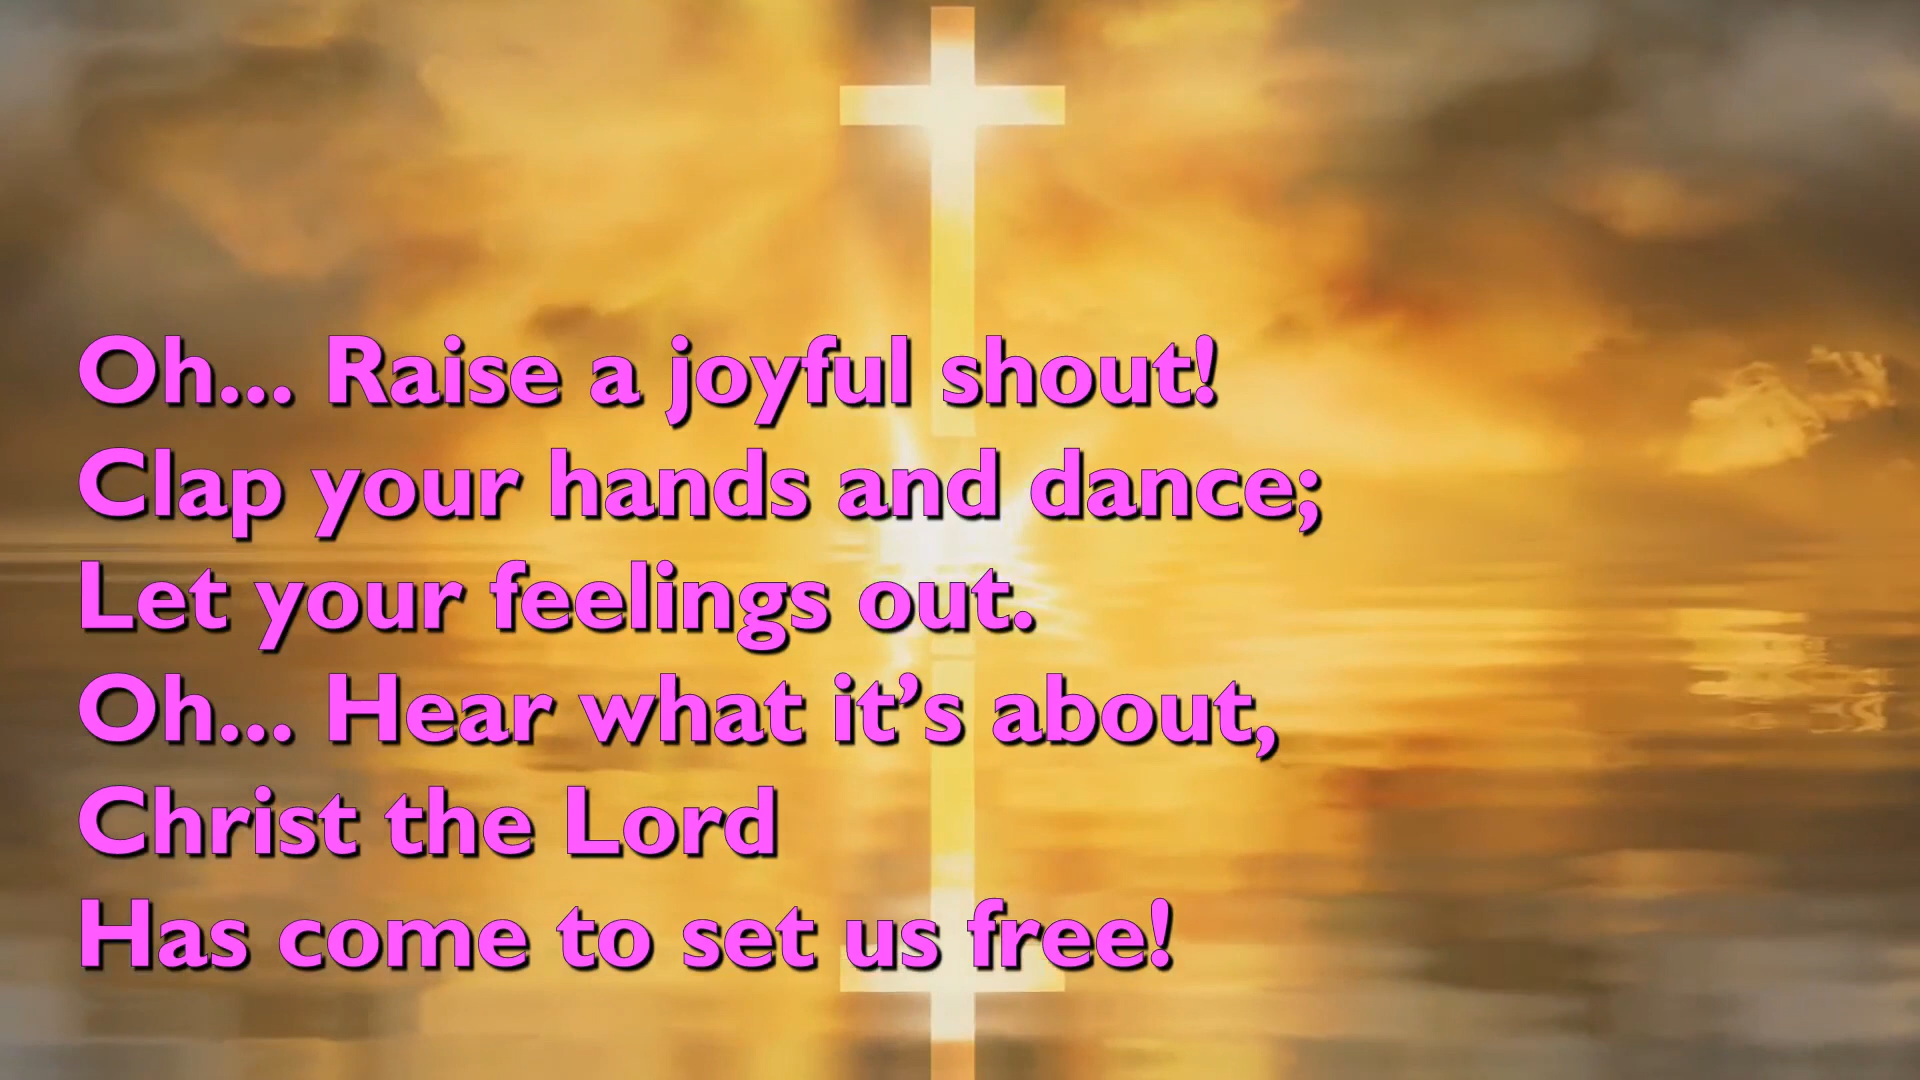 Oh... Raise a joyful shout!
Clap your hands and dance;
Let your feelings out.
Oh... Hear what it’s about,
Christ the Lord
Has come to set us free!